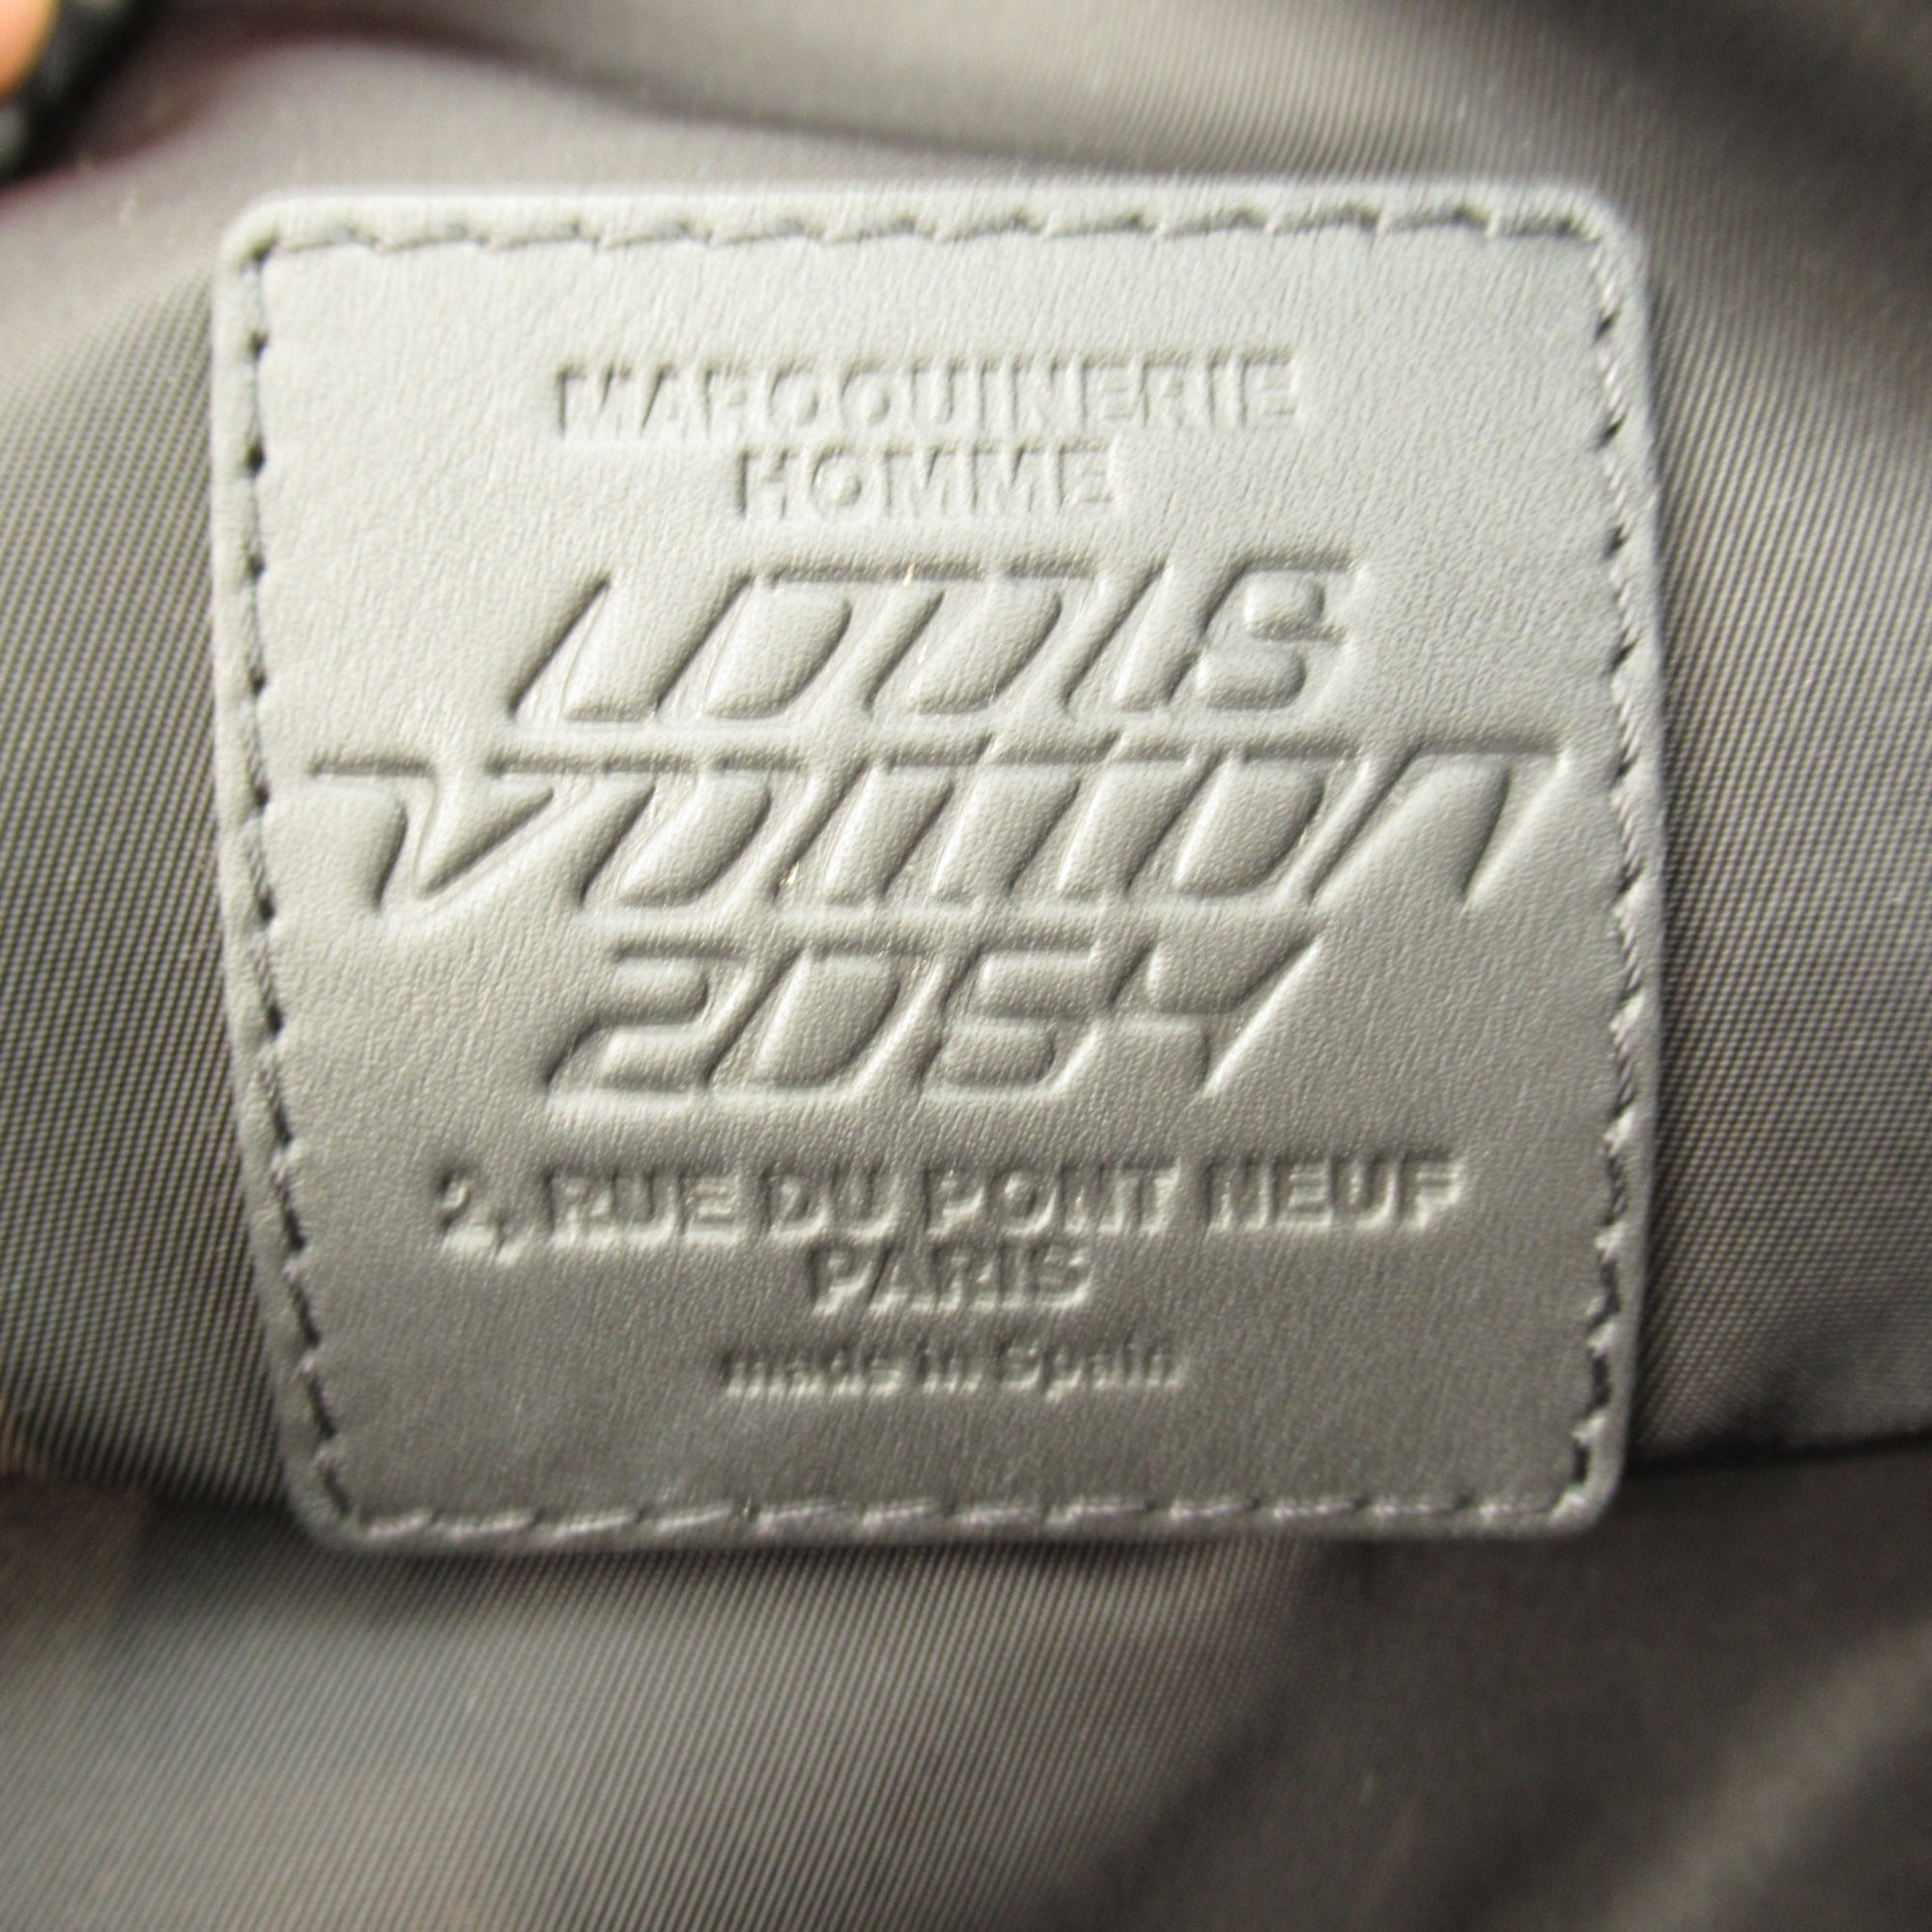 MAROQUINERIE
HOMME
LOUIS
VUITTON
2054
2, RUE DU PONT NEUF
PARIS
made in Spain